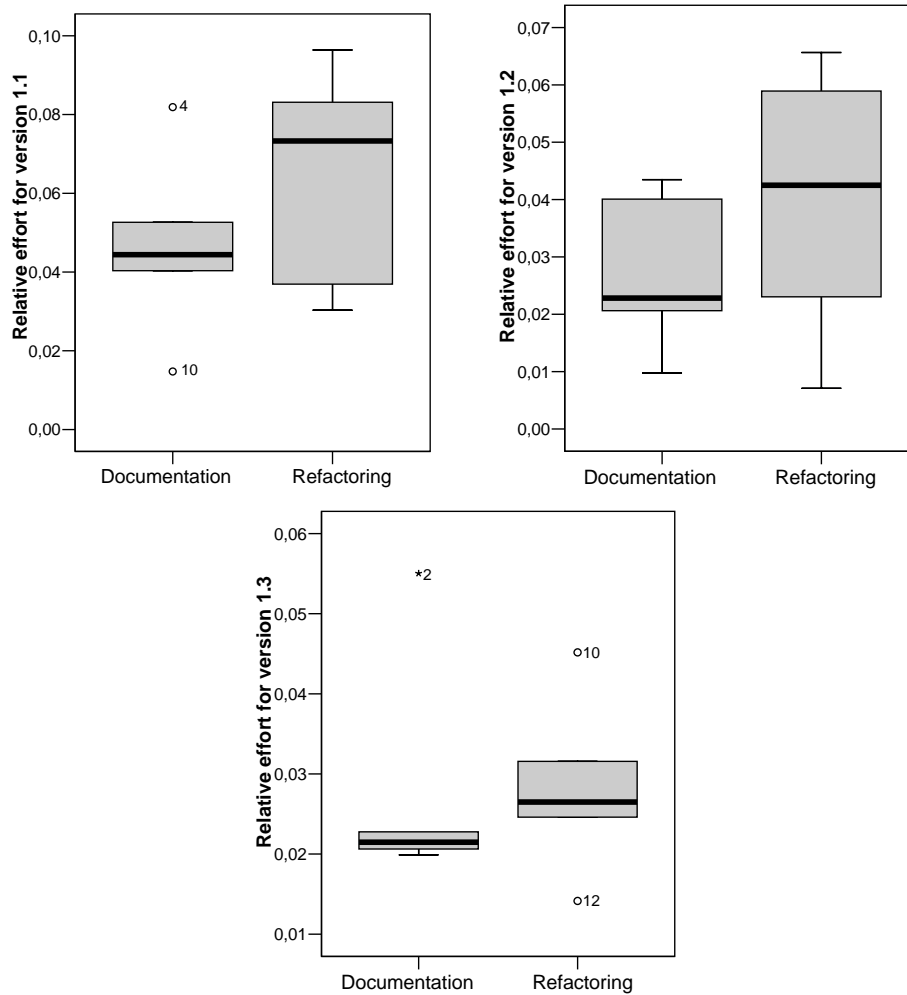 Relative effort for version 1.1
0,10
0,08
0,06
0,04
0,02
0,00
4
10
Documentation
Refactoring
Relative effort for version 1.2
0,07
0,06
0,05
0,04
0,03
0,02
0,01
0,00
Documentation
Refactoring
Relative effort for version 1.3
0,06
0,05
0,04
0,03
0,02
0,01
*2
10
12
Documentation
Refactoring